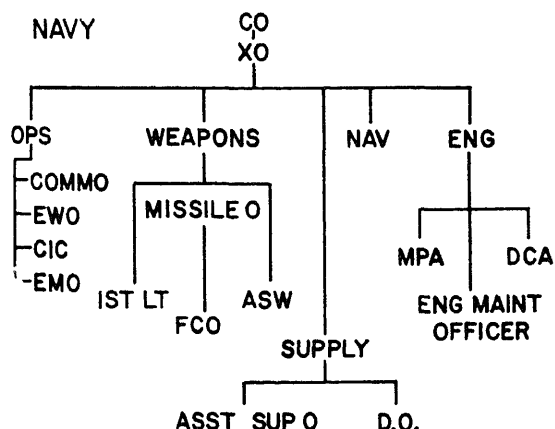 NAVY
CO
XO
OPS
WEAPONS
NAV
ENG
COMMO
EWO
CIC
EMO
MISSILE O
IST LT
FCO
ASW
MPA
DCA
ENG MAINT
OFFICER
SUPPLY
ASST SUP O
D.O.